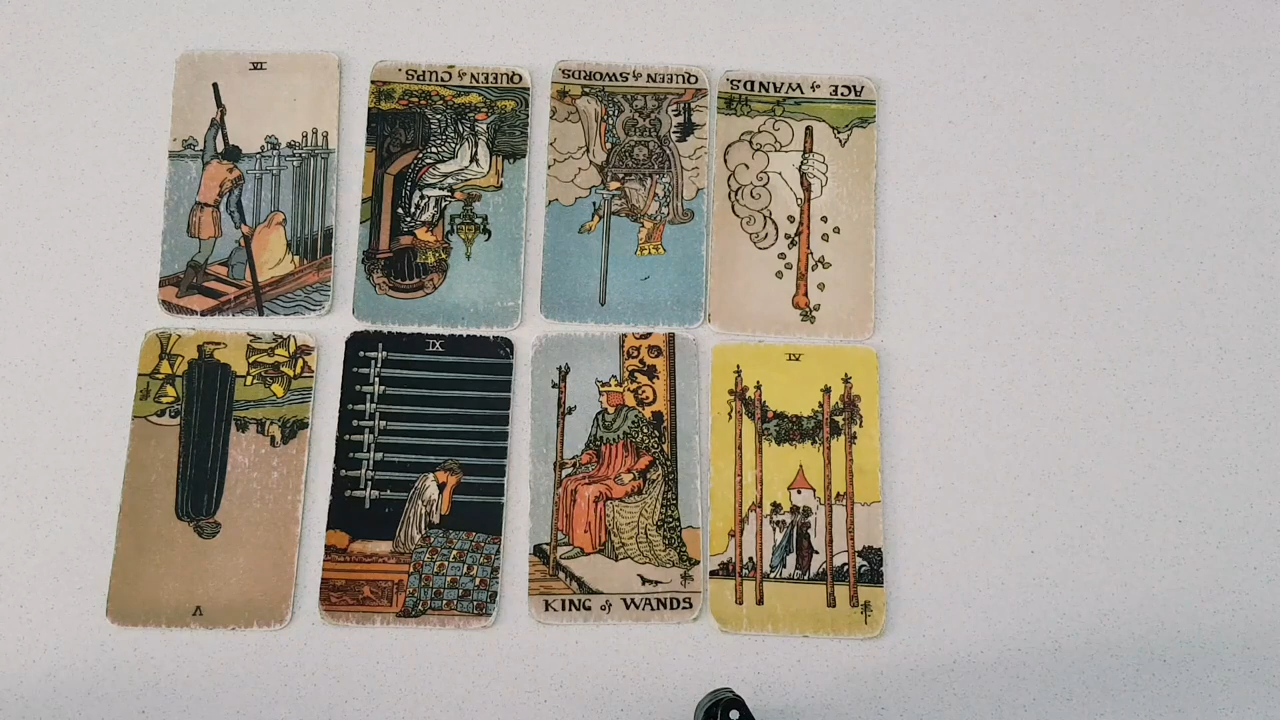 VI
QUEEN of CUPS.
QUEEN of SWORDS.
ACE of WANDS.
V
IX
KING of WANDS
IV